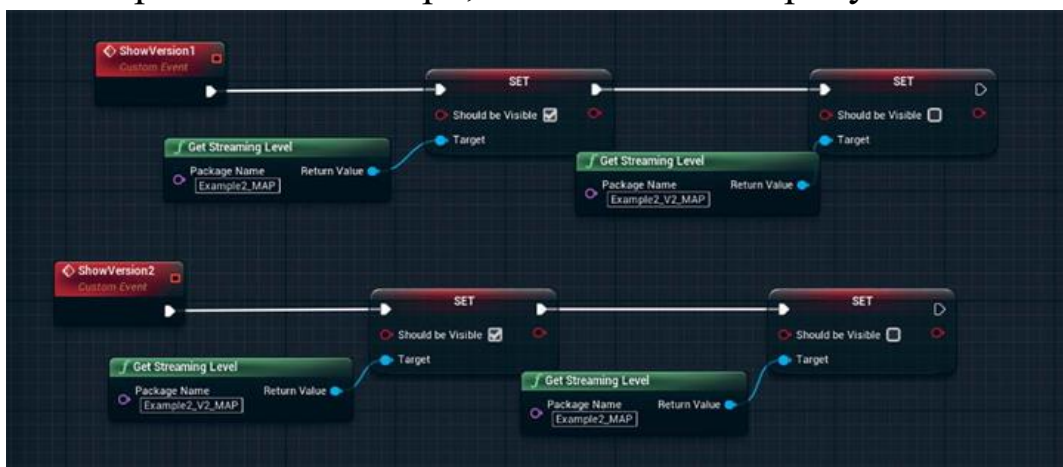 ShowVersion1
Custom Event
SET
Should be Visible
Target
SET
Should be Visible
Target
f Get Streaming Level
Package Name
Return Value
Example2_MAP
f Get Streaming Level
Package Name
Return Value
Example2_V2_MAP
ShowVersion2
Custom Event
SET
Should be Visible
Target
SET
Should be Visible
Target
f Get Streaming Level
Package Name
Return Value
Example2_V2_MAP
f Get Streaming Level
Package Name
Return Value
Example2_MAP